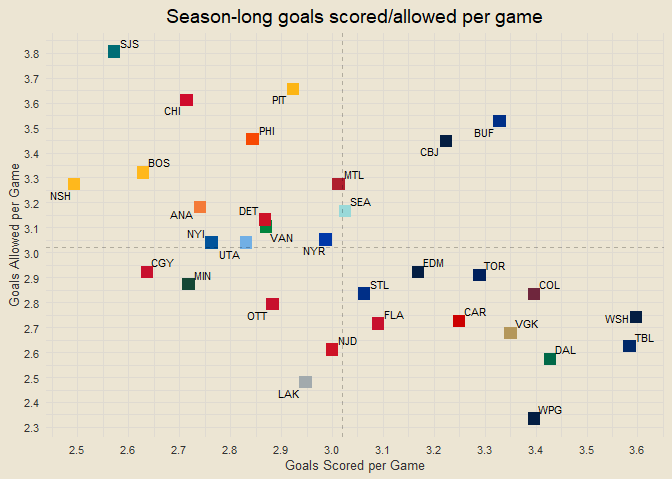 Season-long goals scored/allowed per game
Goals Allowed per Game
3.8
3.7
3.6
3.5
3.4
3.3
3.2
3.1
3.0
2.9
2.8
2.7
2.6
2.5
2.4
2.3
SJS
PIT
CHI
PHI
BUF
CBJ
BOS
NSH
MTL
SEA
ANA
DET
NYI
VAN
UTA
NYR
CGY
MIN
EDM
TOR
STL
COL
OTT
FLA
CAR
VGK
WSH
TBL
NJD
DAL
LAK
WPG
2.5 2.6 2.7 2.8 2.9 3.0 3.1 3.2 3.3 3.4 3.5 3.6
Goals Scored per Game